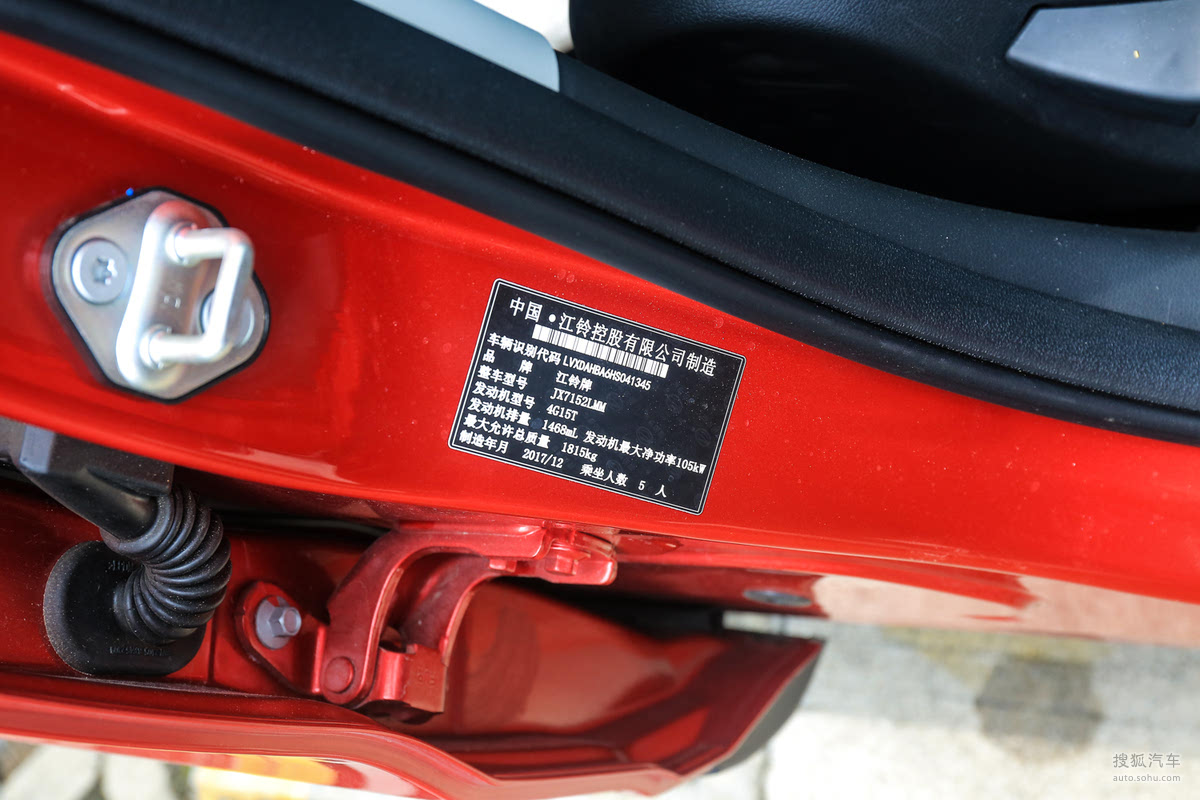 中国·江铃控股有限公司制造
车辆识别代码 LVXDAHBA6HS041345
品 牌 江铃牌
整车型号 JX7152LMM
发动机型号 4G15T
发动机排量 1468mL 发动机最大净功率105kW
最大允许总质量 1815kg
制造年月 2017/12 乘坐人数 5 人
搜狐汽车
auto.sohu.com